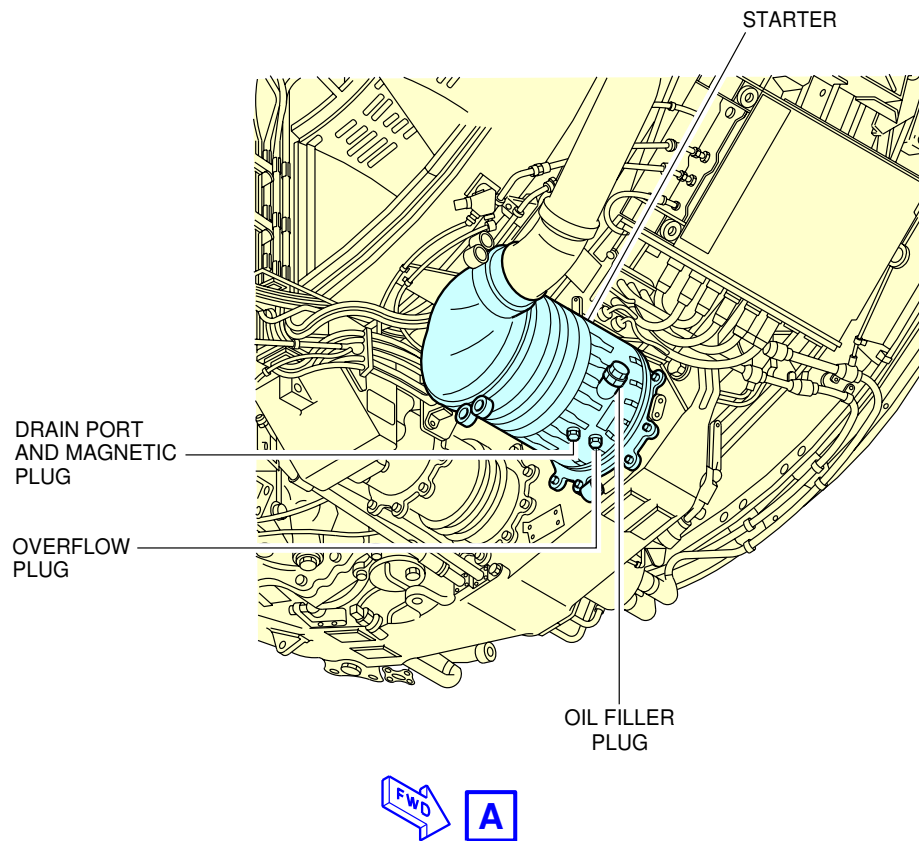 STARTER
DRAIN PORT
AND MAGNETIC
PLUG
OVERFLOW
PLUG
OIL FILLER
PLUG
FWD
A